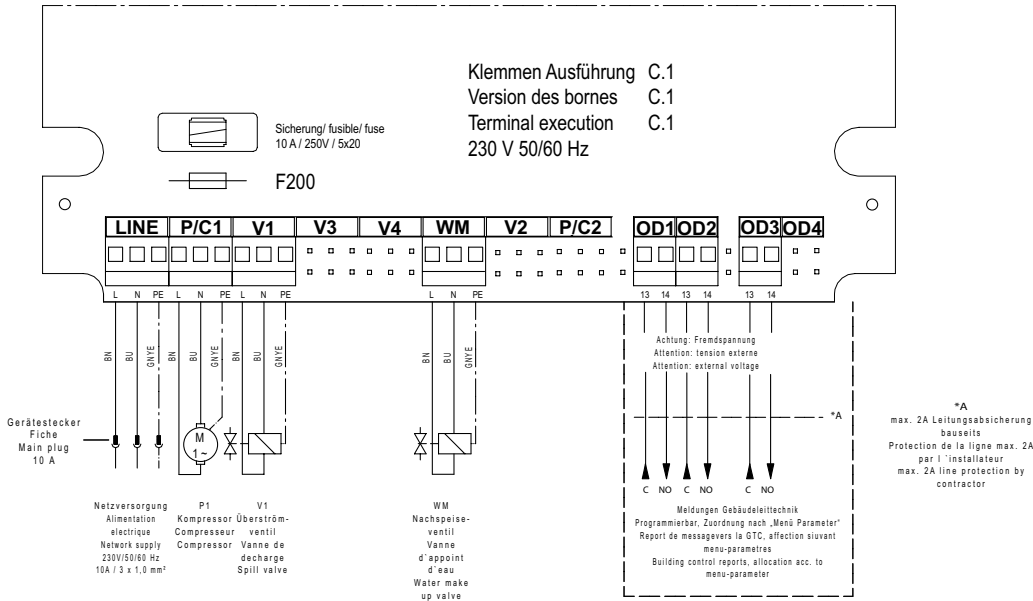 Klemmen Ausführung C.1
Version des bornes C.1
Terminal execution C.1
230 V 50/60 Hz
Sicherung/ fusible/ fuse
10 A / 250V / 5x20
F200
LINE P/C1 V1 V3 V4 WM V2 P/C2 OD1 OD2 OD3 OD4
L N PE L N PE L N PE L N PE 13 14 13 14 13 14
BN BU GNYE BN BU GNYE BN BU GNYE BN BU GNYE
Achtung: Fremdspannung
Attention: tension externe
Attention: external voltage
*A
Gerätestecker
Fiche
Main plug
10 A
M
1~
C NO C NO C NO
Netzversorgung
Alimentation
electrique
Network supply
230V/50/60 Hz
10A / 3 x 1,0 mm²
P1
Kompressor
Compresseur
Compressor
V1
Überström-
ventil
Vanne de
decharge
Spill valve
WM
Nachspeise-
ventil
Vanne
d`appoint
d`eau
Water make
up valve
Meldungen Gebäudeleittechnik
Programmierbar, Zuordnung nach „Menü Parameter"
Report de messagevers la GTC, affection siuvant
menu-parametres
Building control reports, allocation acc. to
menu-parameter
*A
max. 2A Leitungsabsicherung
bauseits
Protection de la ligne max. 2A
par l `installateur
max. 2A line protection by
contractor